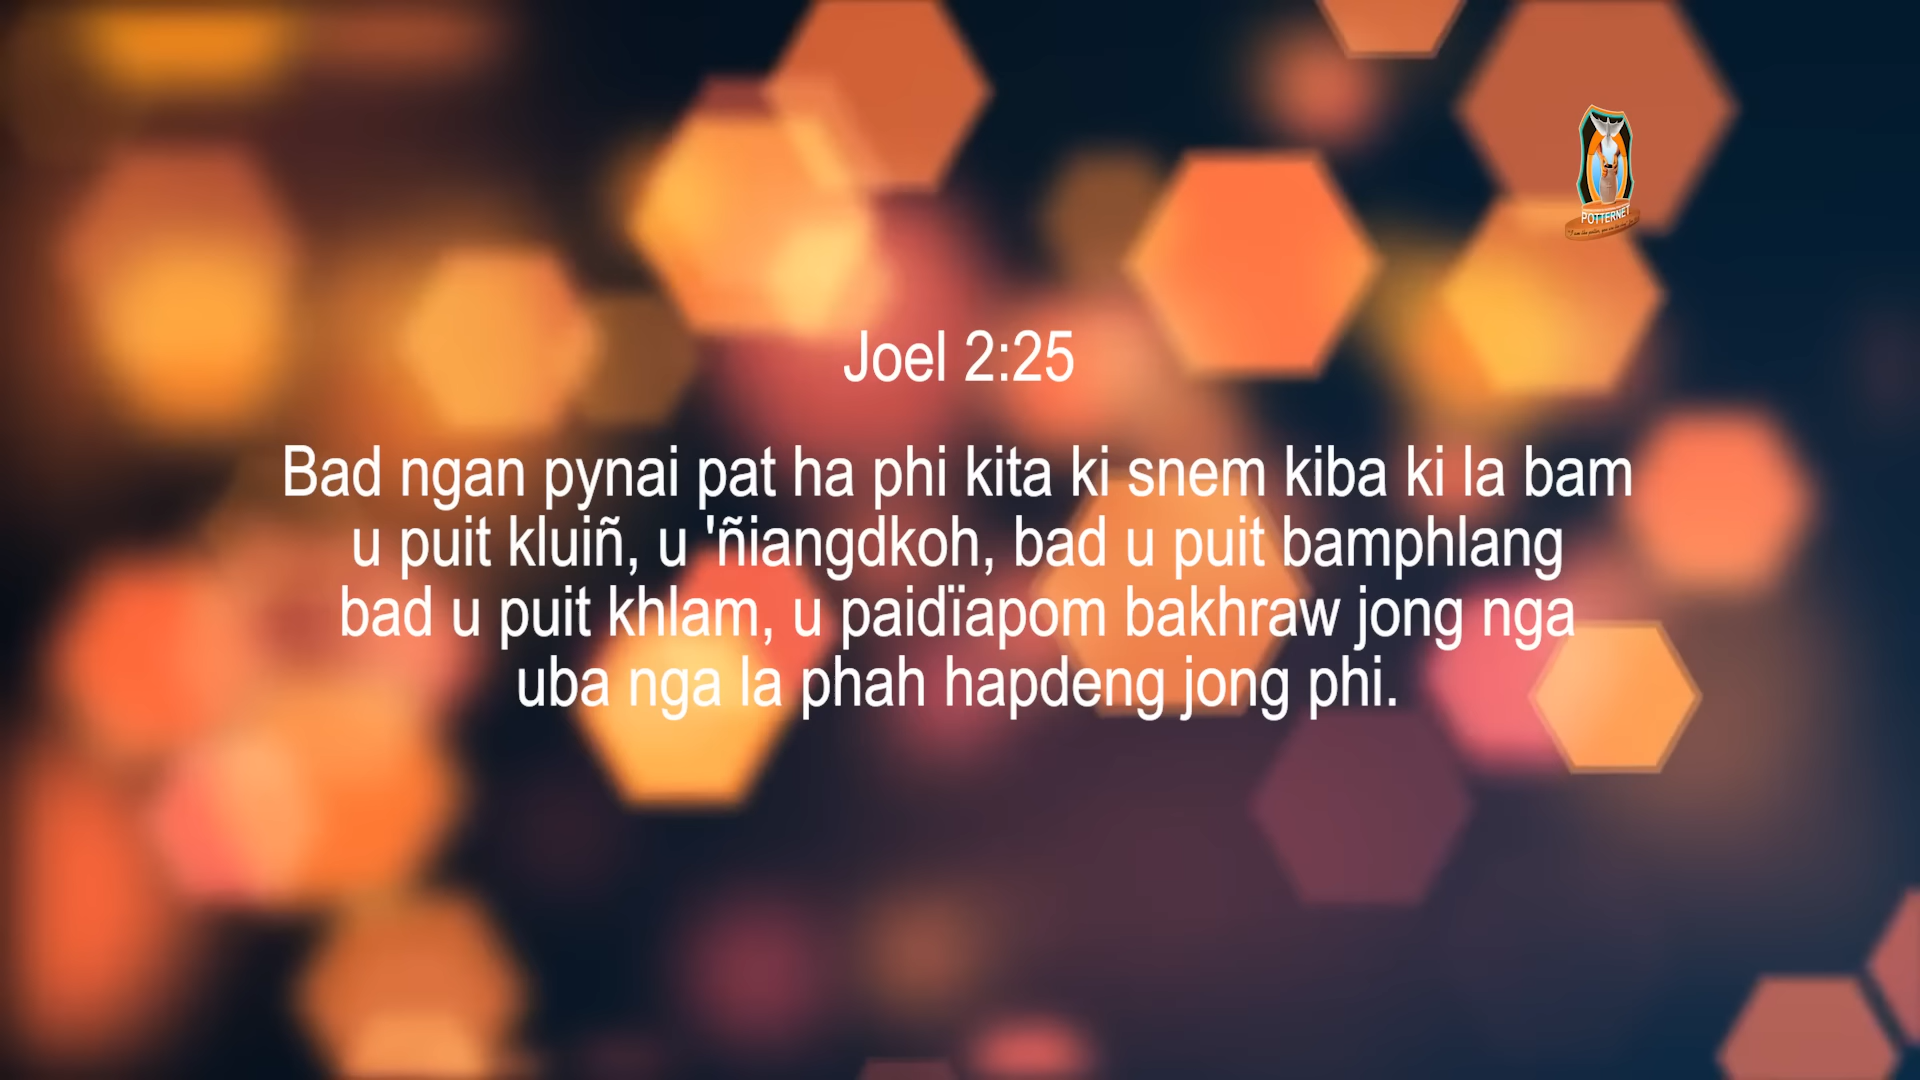 POTTERNET
Joel 2:25
Bad ngan pynai pat ha phi kita ki snem kiba ki la bam
u puit kluiñ, u 'ñiangdkoh, bad u puit bamphlang
bad u puit khlam, u paidïapom bakhraw jong nga
uba nga la phah hapdeng jong phi.